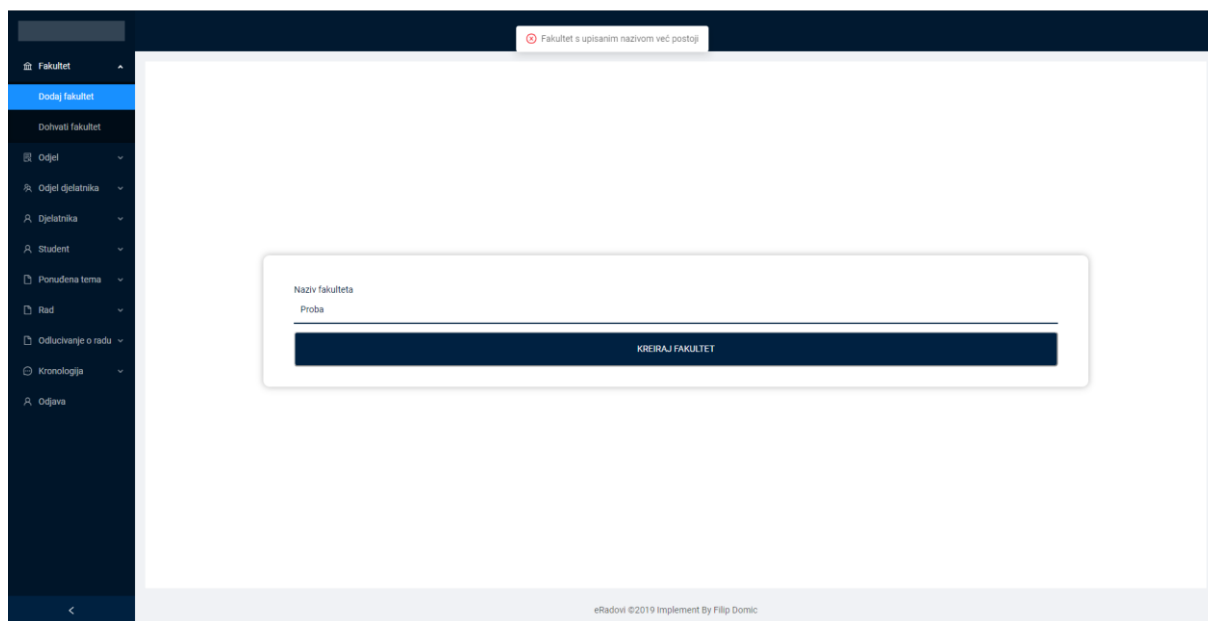 Fakultet s upisanim nazivom već postoji
Fakultet
Dodaj fakultet
Dohvati fakultet
Odjel
Odjel djelatnika
Djelatnika
Student
Ponuđena tema
Rad
Odlucivanje o radu
Kronologija
Odjava
Naziv fakulteta
Proba
KREIRAJ FAKULTET
eRadovi ©2019 Implement By Filip Domic